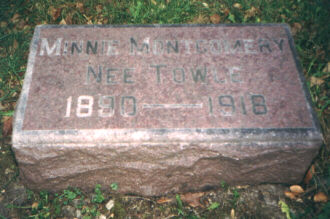 MINNIE MONTGOMERY
NEE TOWLE
1890 — 1918